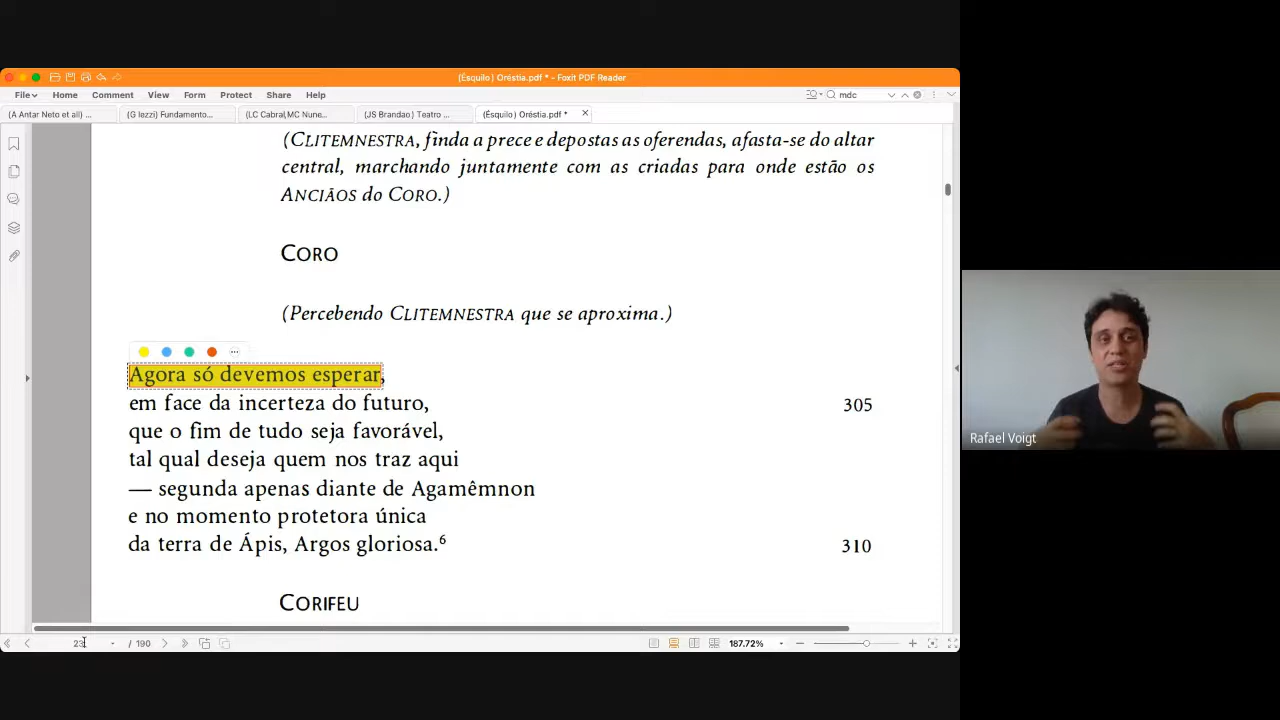 (Ésquilo) Oréstia.pdf * - Foxit PDF Reader
File Home Comment View Form Protect Share Help
mdc
(A Antar Neto et all) ... (G Iezzi) Fundamento... (LC Cabral,MC Nune... (JS Brandao) Teatro ... (Ésquilo) Oréstia.pdf *
(CLITEMNESTRA, finda a prece e depostas as oferendas, afasta-se do altar
central, marchando juntamente com as criadas para onde estão os
ANCIÃOS do CORO.)
CORO
(Percebendo CLITEMNESTRA que se aproxima.)
Agora só devemos esperar,
em face da incerteza do futuro, 305
que o fim de tudo seja favorável,
tal qual deseja quem nos traz aqui
— segunda apenas diante de Agamêmnon
e no momento protetora única
da terra de Ápis, Argos gloriosa.⁶ 310
CORIFEU
23 / 190 187.72%
Rafael Voigt